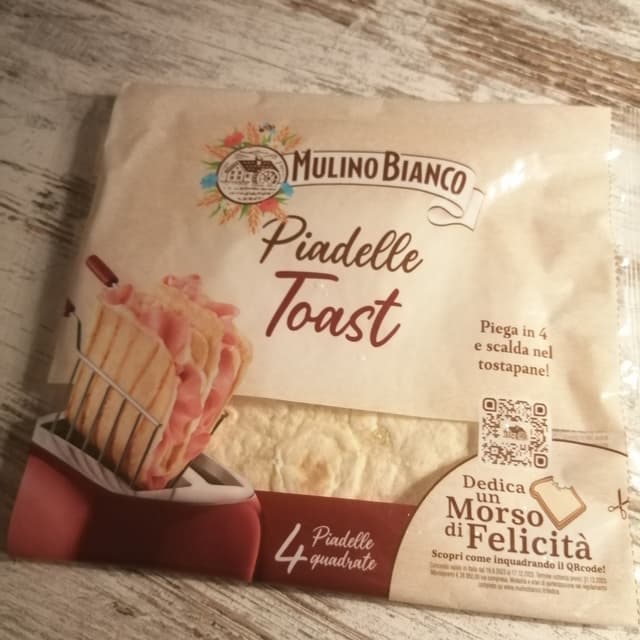 MULINO BIANCO
Piadelle
Toast
Piega in 4
e scalda nel
tostapane!
Dedica
un
Morso
di Felicità
Scopri come inquadrando il QRcode!
4 Piadelle
quadrate